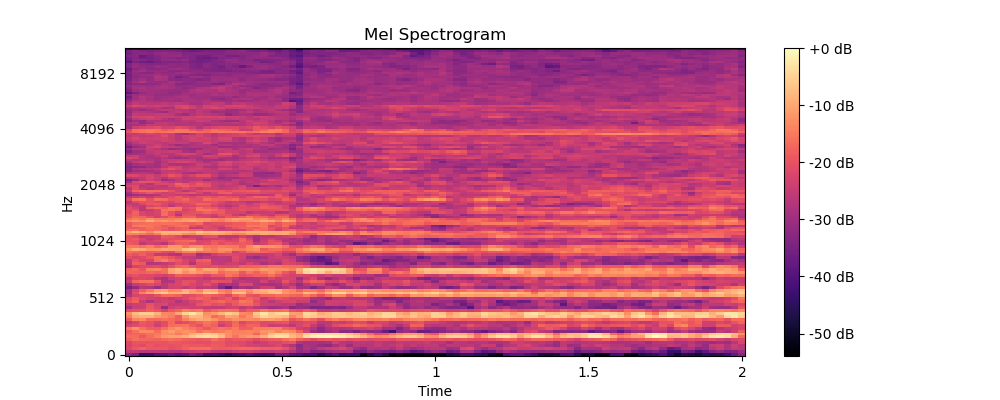 Mel Spectrogram
Hz
8192
4096
2048
1024
512
0
0 0.5 1 1.5 2
Time
+0 dB
-10 dB
-20 dB
-30 dB
-40 dB
-50 dB